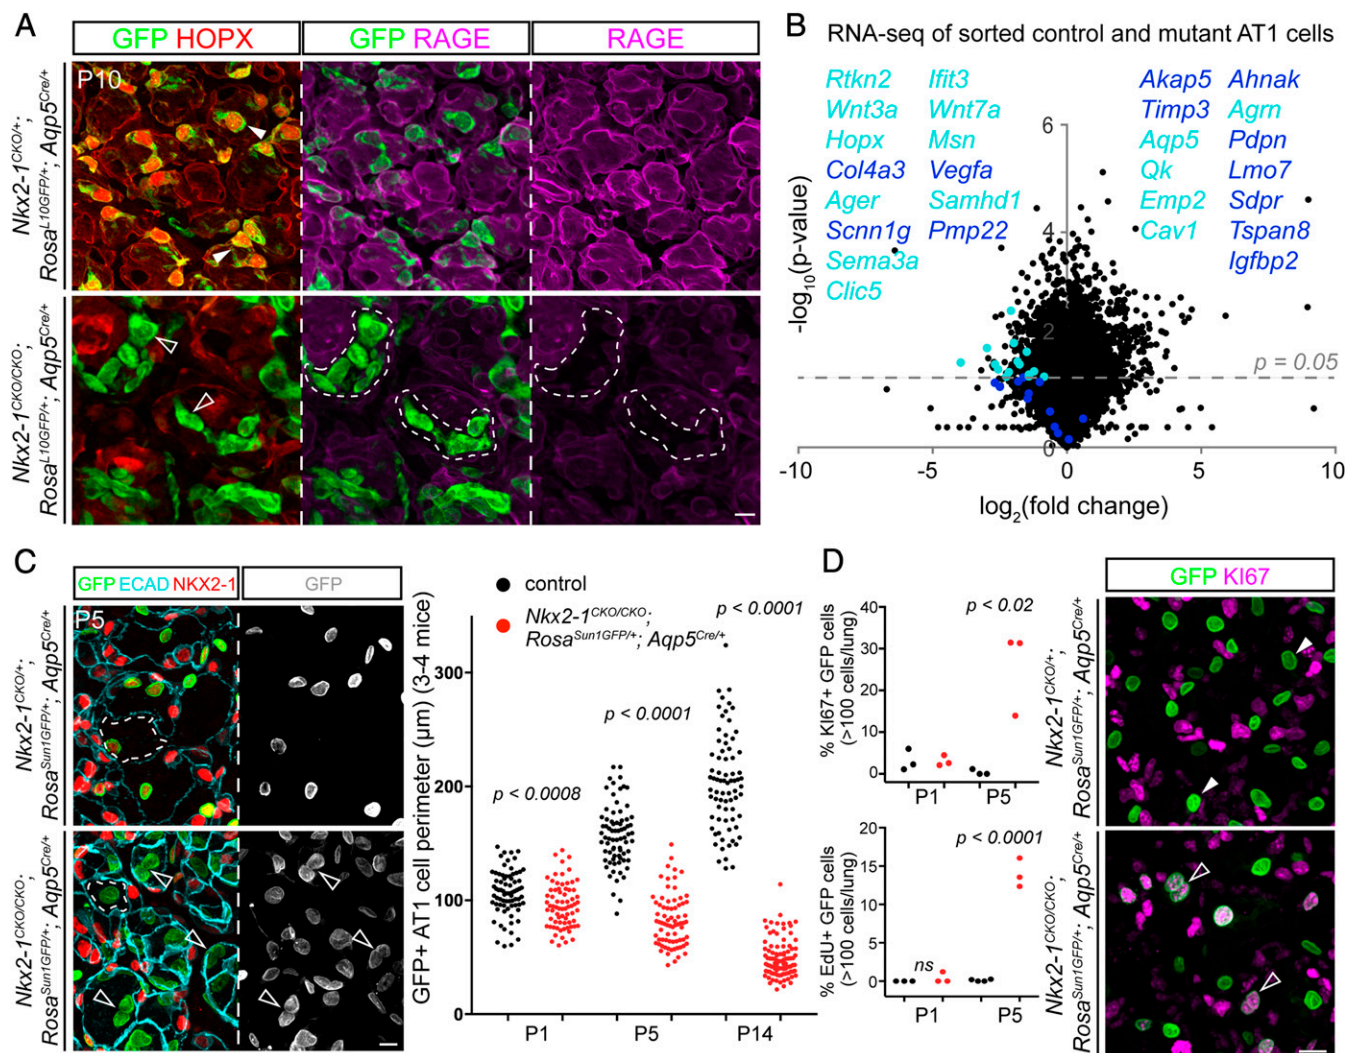 A
GFP HOPX
GFP RAGE
RAGE
P10
Nkx2-1CKO/+;
RosaL10GFP/+; Aqp5Cre/+
Nkx2-1CKO/CKO;
RosaL10GFP/+; Aqp5Cre/+
B
RNA-seq of sorted control and mutant AT1 cells
Rtkn2 Ifit3
Wnt3a Wnt7a
Hopx Msn
Col4a3 Vegfa
Ager Samhd1
Scnn1g Pmp22
Sema3a
Clic5
Akap5 Ahnak
Timp3 Agrn
Aqp5 Pdpn
Qk Lmo7
Emp2 Sdpr
Cav1 Tspan8
Igfbp2
-log10(p-value)
6
4
2
0
p = 0.05
-10 -5 0 5 10
log2(fold change)
C
GFP ECAD NKX2-1
GFP
P5
Nkx2-1CKO/+;
RosaSun1GFP/+; Aqp5Cre/+
Nkx2-1CKO/CKO;
RosaSun1GFP/+; Aqp5Cre/+
control
Nkx2-1CKO/CKO;
RosaSun1GFP/+; Aqp5Cre/+
GFP+ AT1 cell perimeter (µm) (3-4 mice)
300
200
100
0
p < 0.0008
p < 0.0001
p < 0.0001
P1 P5 P14
D
% KI67+ GFP cells
(>100 cells/lung)
40
30
20
10
0
p < 0.02
P1 P5
% EdU+ GFP cells
(>100 cells/lung)
20
15
10
5
0
p < 0.0001
ns
P1 P5
GFP KI67
Nkx2-1CKO/+;
RosaSun1GFP/+; Aqp5Cre/+
Nkx2-1CKO/CKO;
RosaSun1GFP/+; Aqp5Cre/+